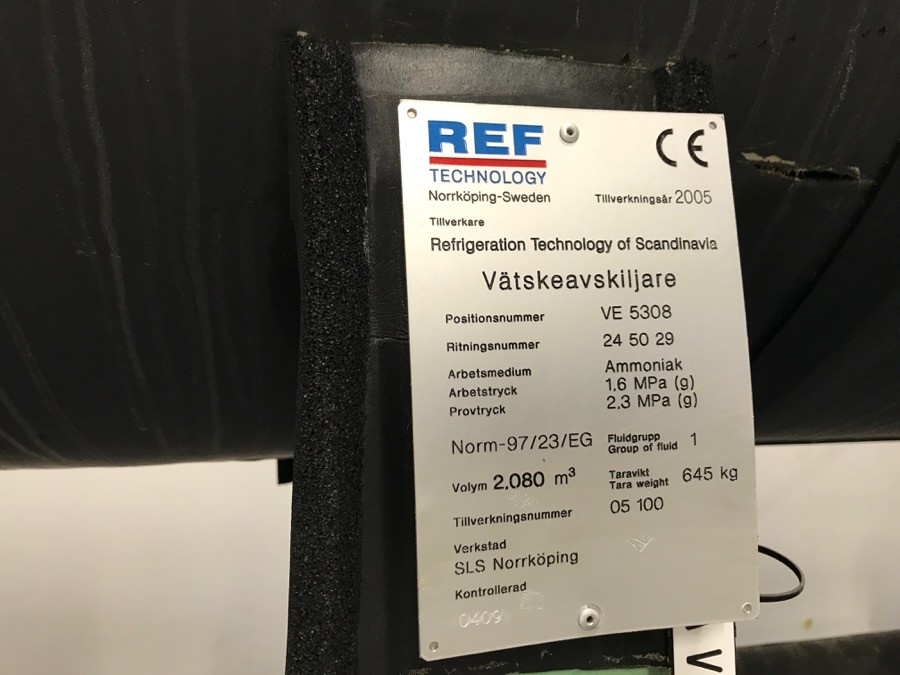 REF
TECHNOLOGY
CE
Norrköping-Sweden
Tillverkningsår 2005
Tillverkare
Refrigeration Technology of Scandinavia
Vätskeavskiljare
Positionsnummer VE 5308
Ritningsnummer 24 50 29
Arbetsmedium Ammoniak
Arbetstryck 1,6 MPa (g)
Provtryck 2,3 MPa (g)
Norm-97/23/EG Fluidgrupp 1
Group of fluid
Volym 2,080 m³ Taravikt 645 kg
Tara weight
Tillverkningsnummer 05 100
Verkstad
SLS Norrköping
Kontrollerad
0409
V